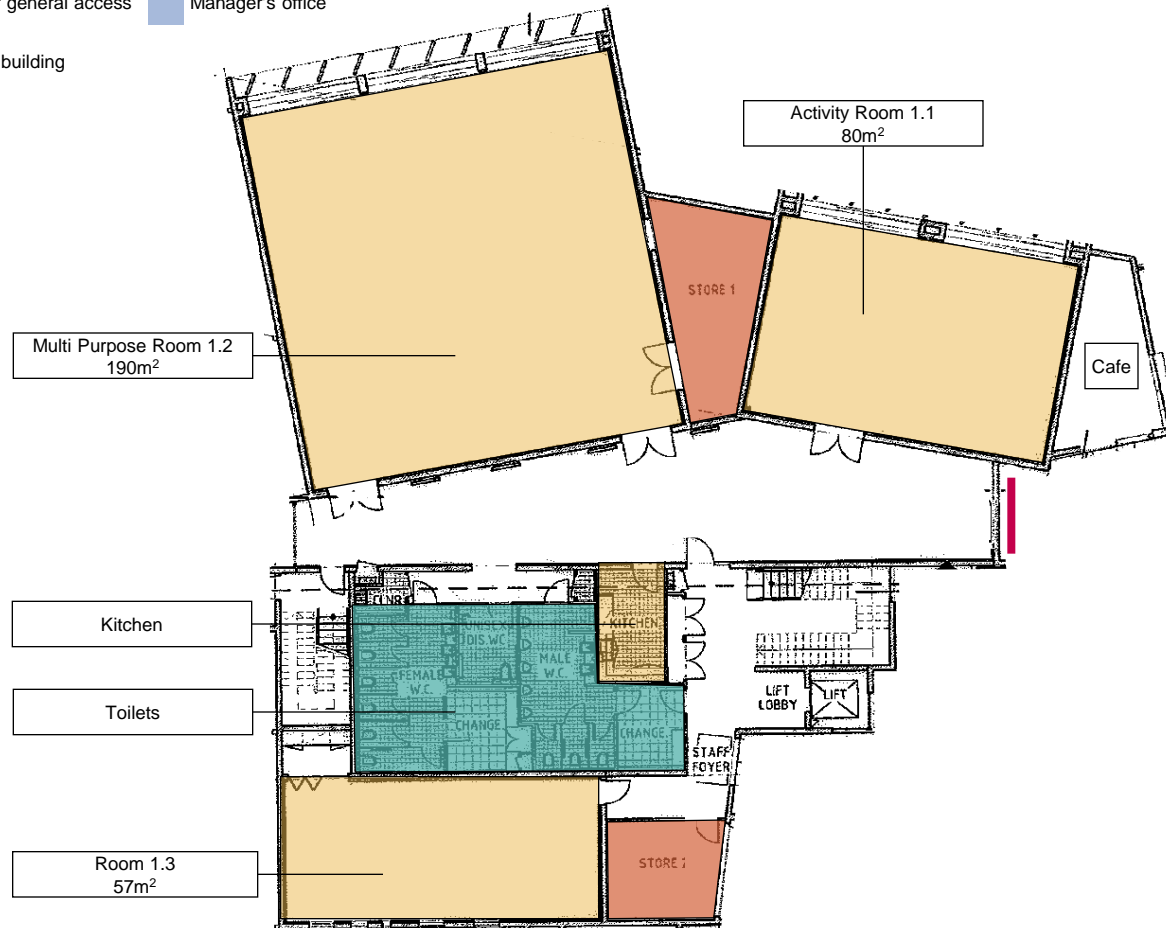 general access
Manager's office
building
Activity Room 1.1
80m²
STORE 1
Multi Purpose Room 1.2
190m²
Cafe
CLNR
Kitchen
KITCHEN
DIS.WC
MALE
W.C.
FEMALE
W.C.
Toilets
CHANGE
CHANGE
LIFT
LOBBY
LIFT
STAFF
FOYER
Room 1.3
57m²
STORE 2